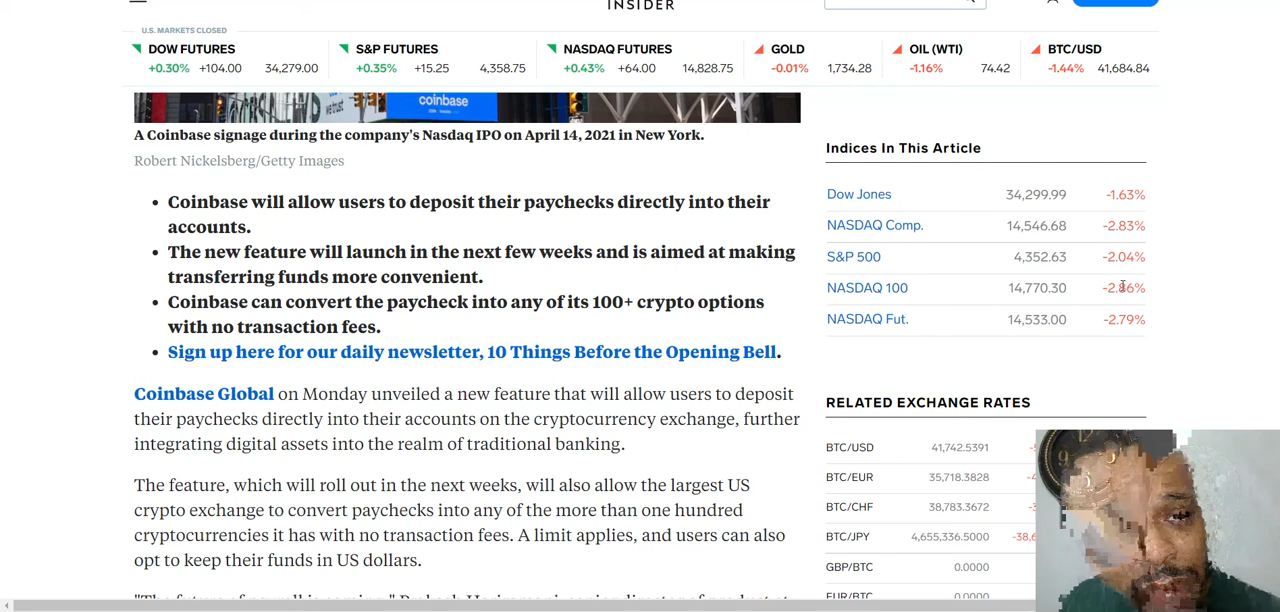 INSIDER
U.S. MARKETS CLOSED
DOW FUTURES
+0.30% +104.00 34,279.00
S&P FUTURES
+0.35% +15.25 4,358.75
NASDAQ FUTURES
+0.43% +64.00 14,828.75
GOLD
-0.01% 1,734.28
OIL (WTI)
-1.16% 74.42
BTC/USD
-1.44% 41,684.84
we trust
coinbase
A Coinbase signage during the company's Nasdaq IPO on April 14, 2021 in New York.
Robert Nickelsberg/Getty Images
• Coinbase will allow users to deposit their paychecks directly into their
accounts.
• The new feature will launch in the next few weeks and is aimed at making
transferring funds more convenient.
• Coinbase can convert the paycheck into any of its 100+ crypto options
with no transaction fees.
• Sign up here for our daily newsletter, 10 Things Before the Opening Bell.
Coinbase Global on Monday unveiled a new feature that will allow users to deposit
their paychecks directly into their accounts on the cryptocurrency exchange, further
integrating digital assets into the realm of traditional banking.
The feature, which will roll out in the next weeks, will also allow the largest US
crypto exchange to convert paychecks into any of the more than one hundred
cryptocurrencies it has with no transaction fees. A limit applies, and users can also
opt to keep their funds in US dollars.
Indices In This Article
Dow Jones 34,299.99 -1.63%
NASDAQ Comp. 14,546.68 -2.83%
S&P 500 4,352.63 -2.04%
NASDAQ 100 14,770.30 -2.86%
NASDAQ Fut. 14,533.00 -2.79%
RELATED EXCHANGE RATES
BTC/USD 41,742.5391
BTC/EUR 35,718.3828
BTC/CHF 38,783.3672
BTC/JPY 4,655,336.5000 -38,6
GBP/BTC 0.0000
EUR/BTC 0.0000